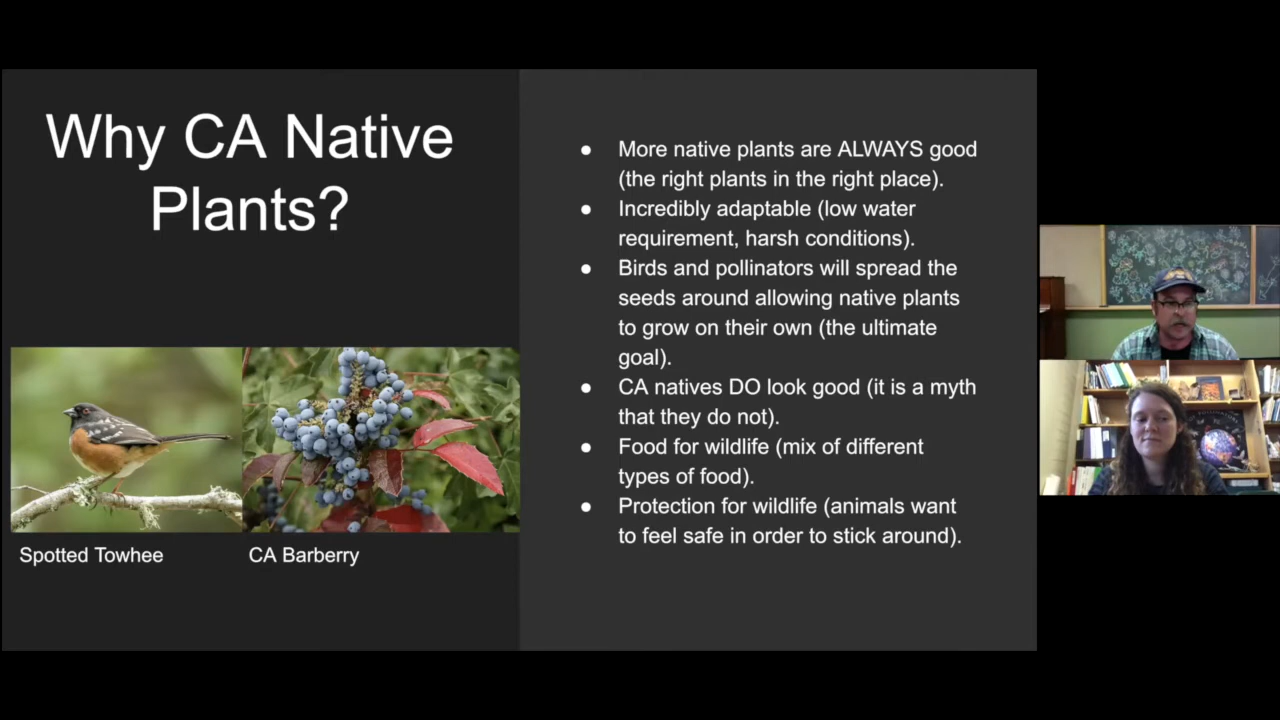 Why CA Native
Plants?
Spotted Towhee
CA Barberry
● More native plants are ALWAYS good
(the right plants in the right place).
● Incredibly adaptable (low water
requirement, harsh conditions).
● Birds and pollinators will spread the
seeds around allowing native plants
to grow on their own (the ultimate
goal).
● CA natives DO look good (it is a myth
that they do not).
● Food for wildlife (mix of different
types of food).
● Protection for wildlife (animals want
to feel safe in order to stick around).